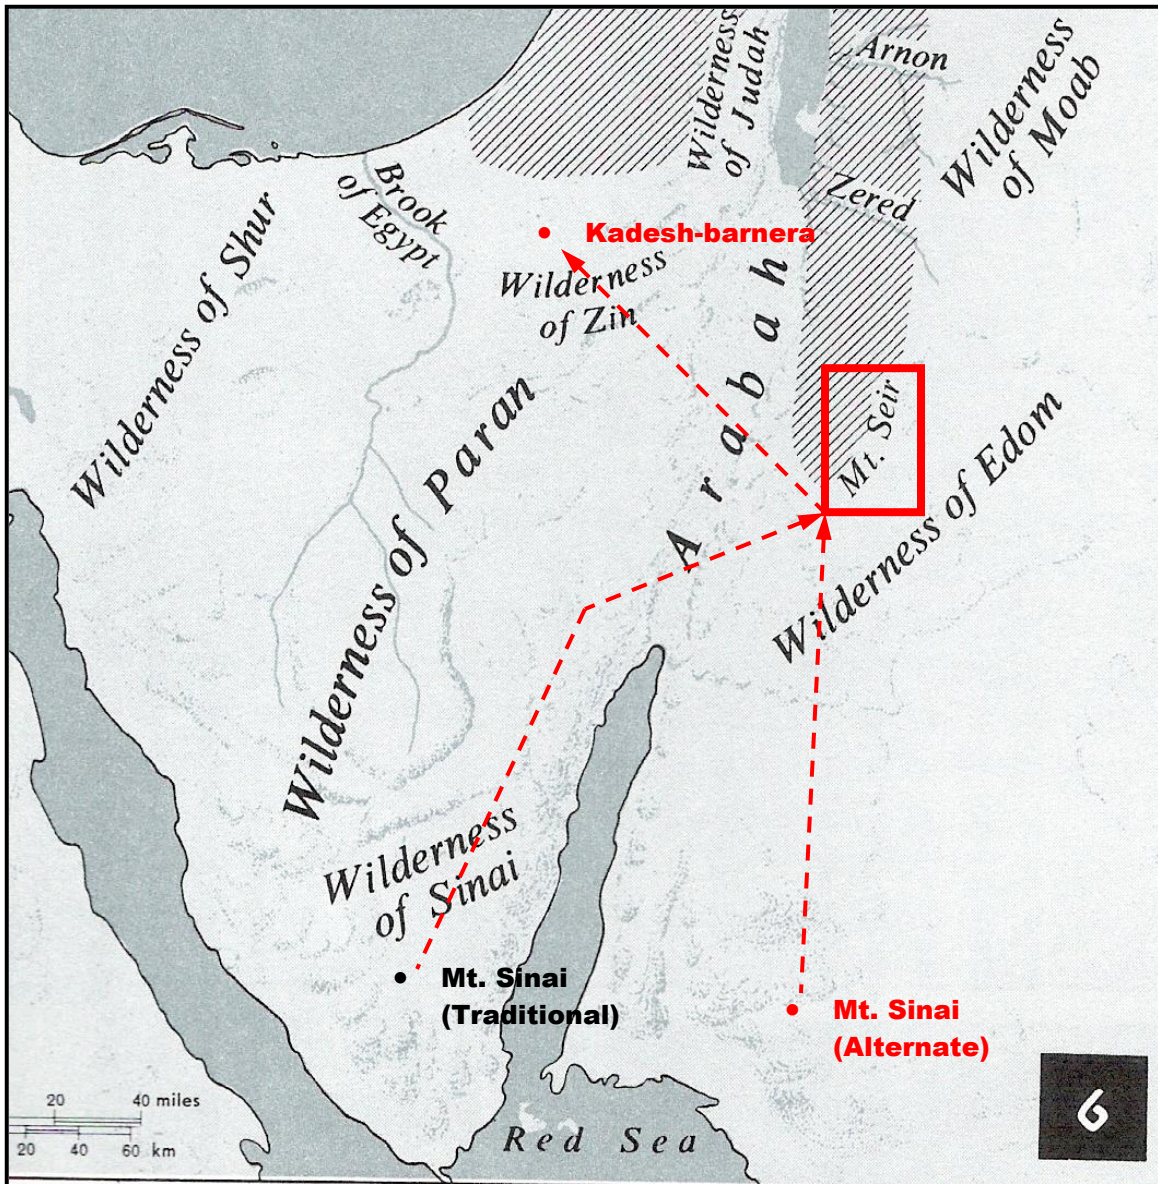 Wilderness
of Judah
Arnon
Wilderness
of Moab
Brook
of Egypt
Zered
Wilderness of Shur
Kadesh-barnera
Wilderness
of Zin
Arabah
Wilderness of Paran
Mt. Seir
Wilderness of Edom
Wilderness
of Sinai
Mt. Sinai
(Traditional)
Mt. Sinai
(Alternate)
20 40 miles
20 40 60 km
Red Sea
6